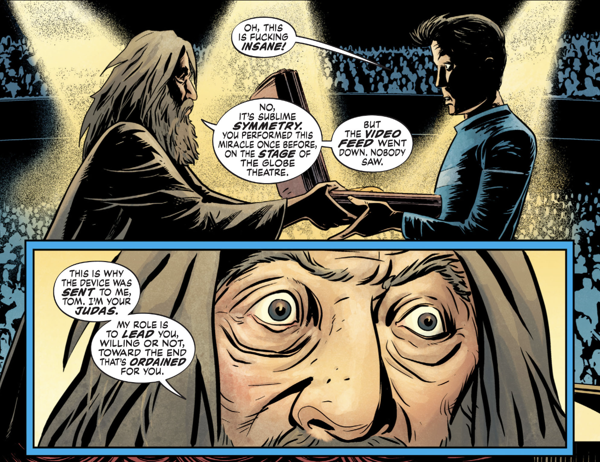 OH, THIS
IS FUCKING
INSANE!
NO,
IT'S SUBLIME
SYMMETRY.
YOU PERFORMED THIS
MIRACLE ONCE BEFORE,
ON THE STAGE OF
THE GLOBE
THEATRE.
BUT
THE VIDEO
FEED WENT
DOWN. NOBODY
SAW.
THIS IS WHY
THE DEVICE WAS
SENT TO ME,
TOM. I'M YOUR
JUDAS.
MY ROLE IS
TO LEAD YOU,
WILLING OR NOT,
TOWARD THE END
THAT'S ORDAINED
FOR YOU.